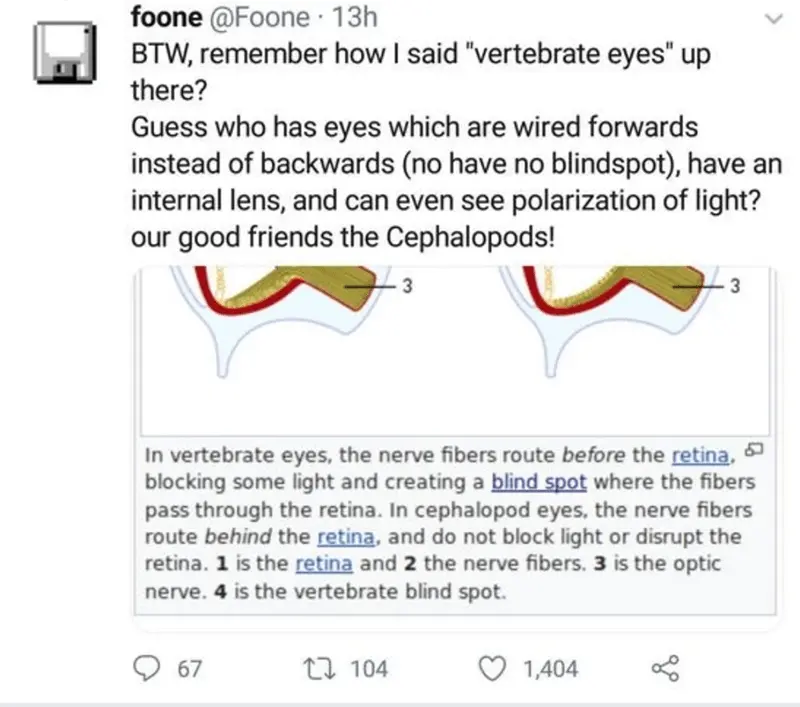 foone @Foone · 13h
BTW, remember how I said "vertebrate eyes" up
there?
Guess who has eyes which are wired forwards
instead of backwards (no have no blindspot), have an
internal lens, and can even see polarization of light?
our good friends the Cephalopods!
3
3
In vertebrate eyes, the nerve fibers route before the retina,
blocking some light and creating a blind spot where the fibers
pass through the retina. In cephalopod eyes, the nerve fibers
route behind the retina, and do not block light or disrupt the
retina. 1 is the retina and 2 the nerve fibers. 3 is the optic
nerve. 4 is the vertebrate blind spot.
67 104 1,404